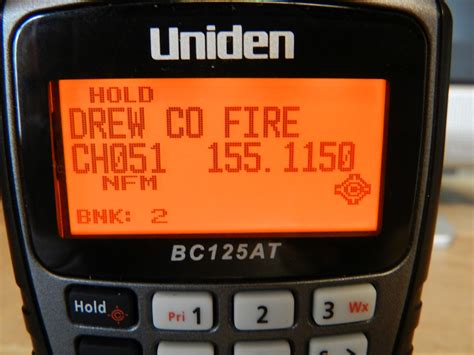 Uniden
HOLD
DREW CO FIRE
CH051 155.1150
NFM
BNK: 2
BC125AT
Hold Pri 1 2 3 Wx